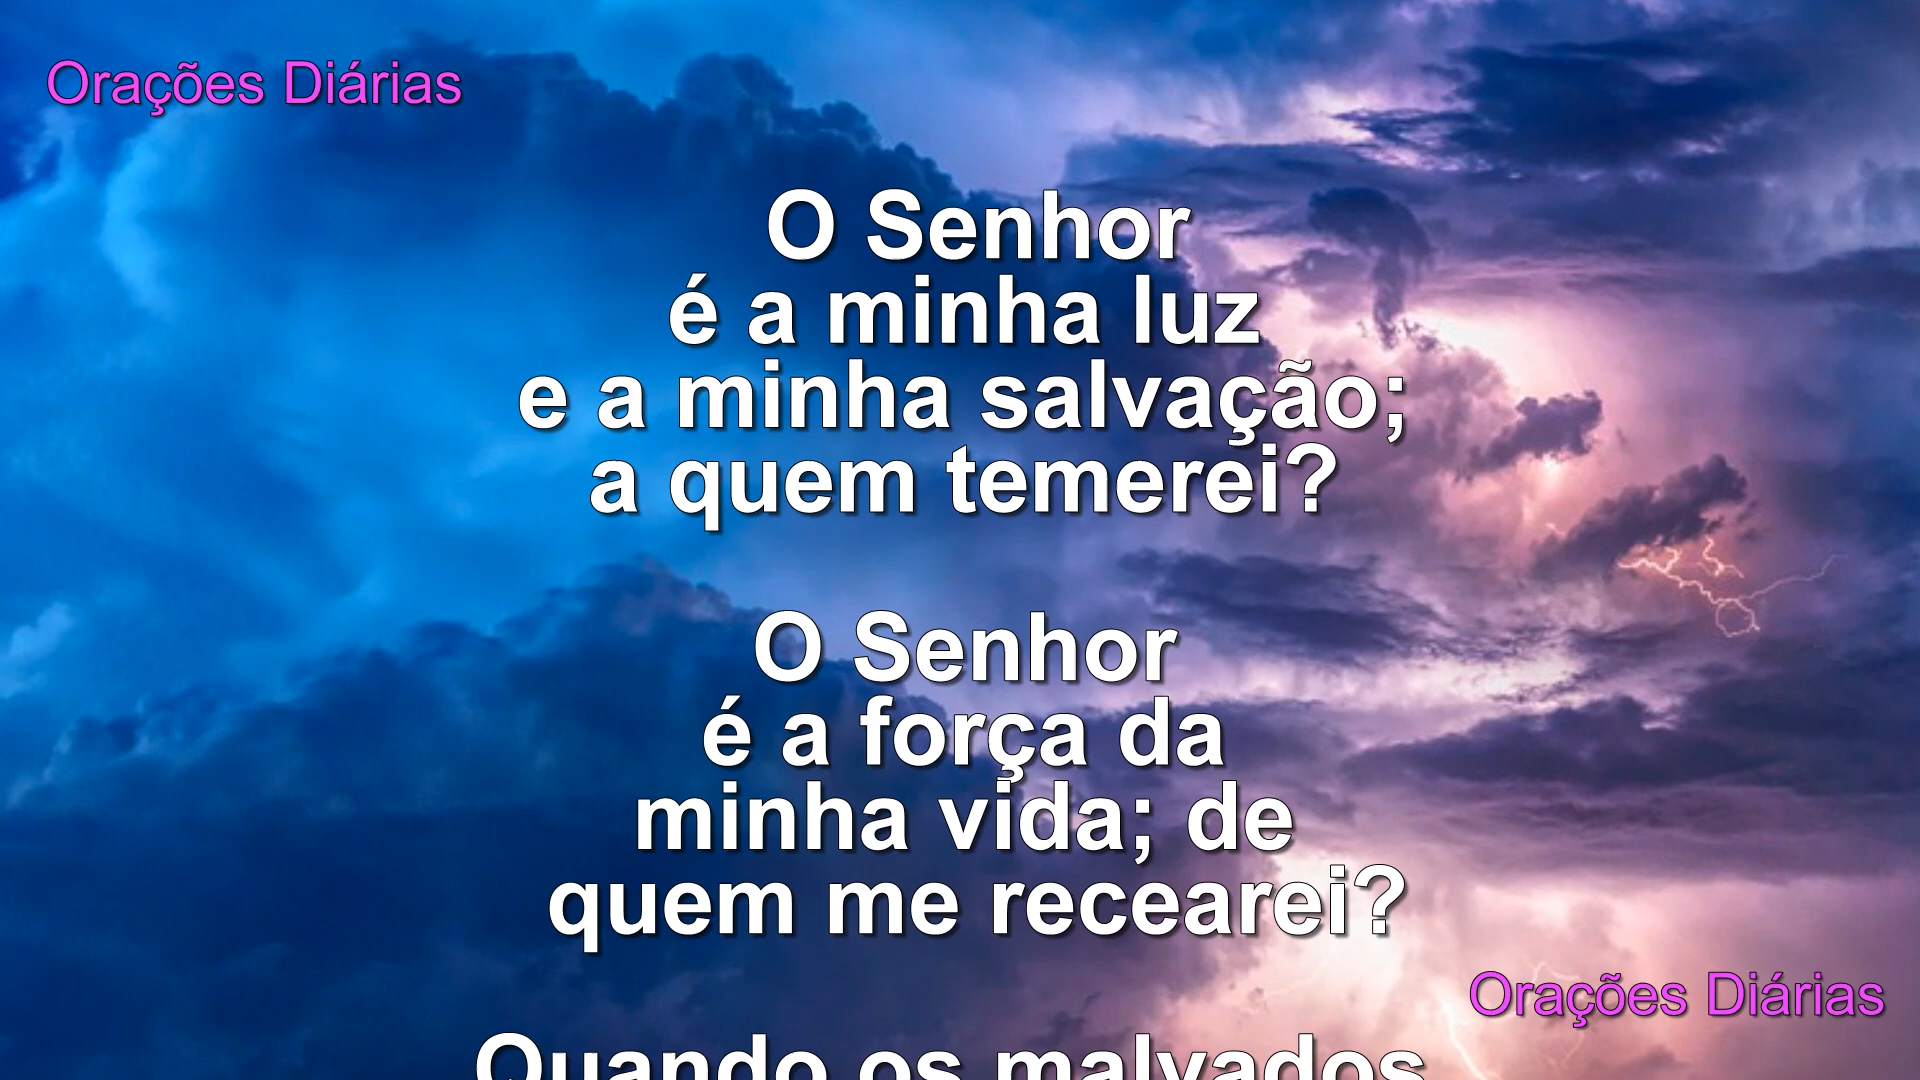 Orações Diárias
O Senhor
é a minha luz
e a minha salvação;
a quem temerei?
O Senhor
é a força da
minha vida; de
quem me recearei?
Orações Diárias
Quando os malvados